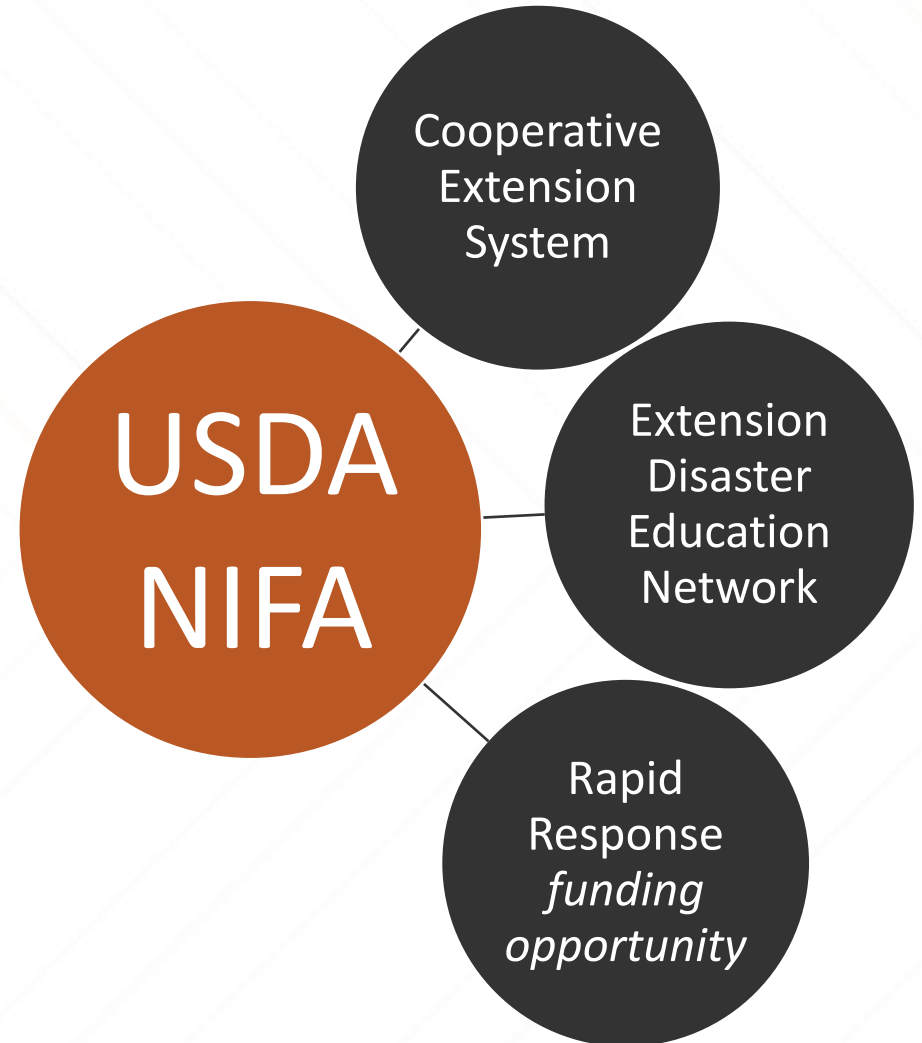 USDA
NIFA
Cooperative
Extension
System
Extension
Disaster
Education
Network
Rapid
Response
funding
opportunity